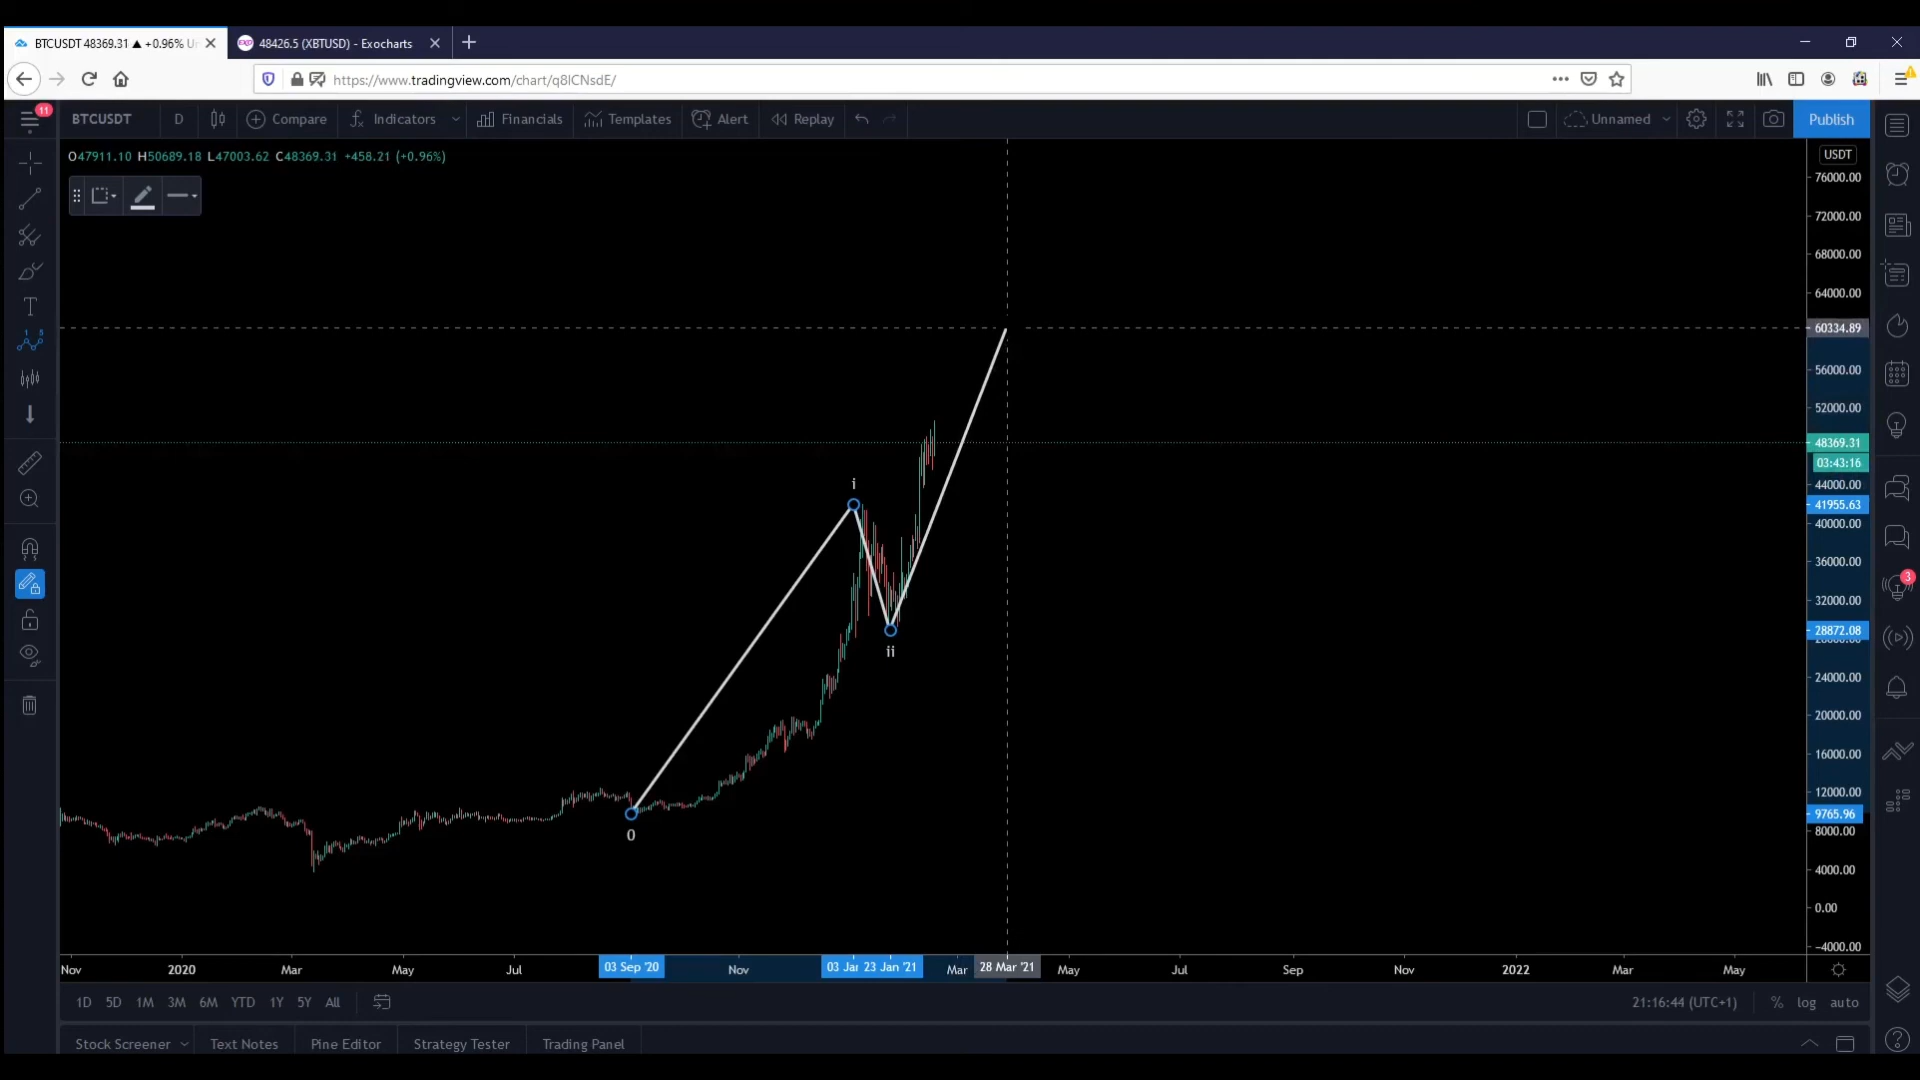 BTCUSDT 48369.31 ▲ +0.96% U
48426.5 (XBTUSD) - Exocharts
https://www.tradingview.com/chart/q8lCNsdE/
11
BTCUSDT D Compare Indicators Financials Templates Alert Replay Unnamed Publish
O47911.10 H50689.18 L47003.62 C48369.31 +458.21 (+0.96%)
USDT
76000.00
72000.00
68000.00
64000.00
60334.89
56000.00
52000.00
48369.31
03:43:16
44000.00
i
41955.63
40000.00
36000.00
3
32000.00
28872.08
ii
24000.00
20000.00
16000.00
12000.00
9765.96
0
8000.00
4000.00
0.00
−4000.00
Nov 2020 Mar May Jul 03 Sep '20 Nov 03 Ja 23 Jan '21 Mar 28 Mar '21 May Jul Sep Nov 2022 Mar May
1D 5D 1M 3M 6M YTD 1Y 5Y All 21:16:44 (UTC+1) % log auto
Stock Screener Text Notes Pine Editor Strategy Tester Trading Panel